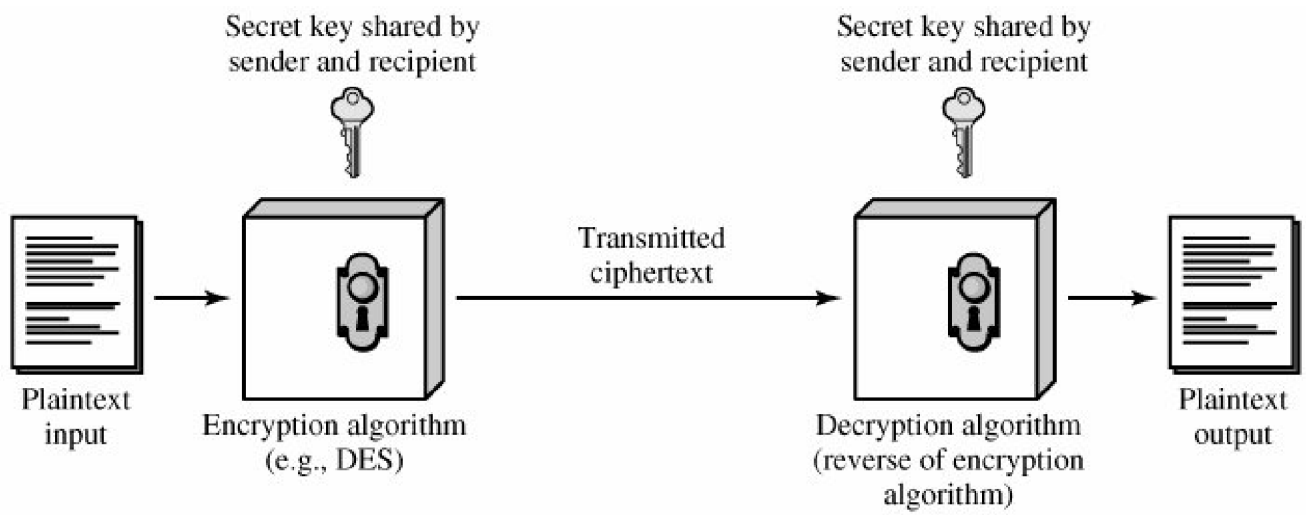 Secret key shared by
sender and recipient
Secret key shared by
sender and recipient
Transmitted
ciphertext
Plaintext
input
Encryption algorithm
(e.g., DES)
Decryption algorithm
(reverse of encryption
algorithm)
Plaintext
output